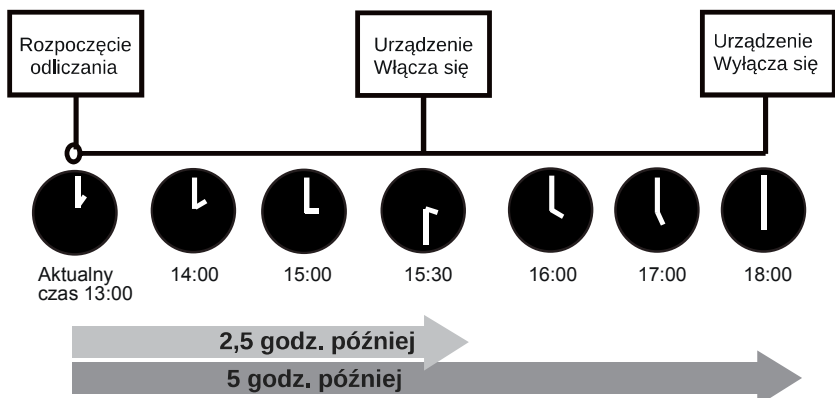 Rozpoczęcie
odliczania
Urządzenie
Włącza się
Urządzenie
Wyłącza się
Aktualny
czas 13:00
14:00
15:00
15:30
16:00
17:00
18:00
2,5 godz. później
5 godz. później